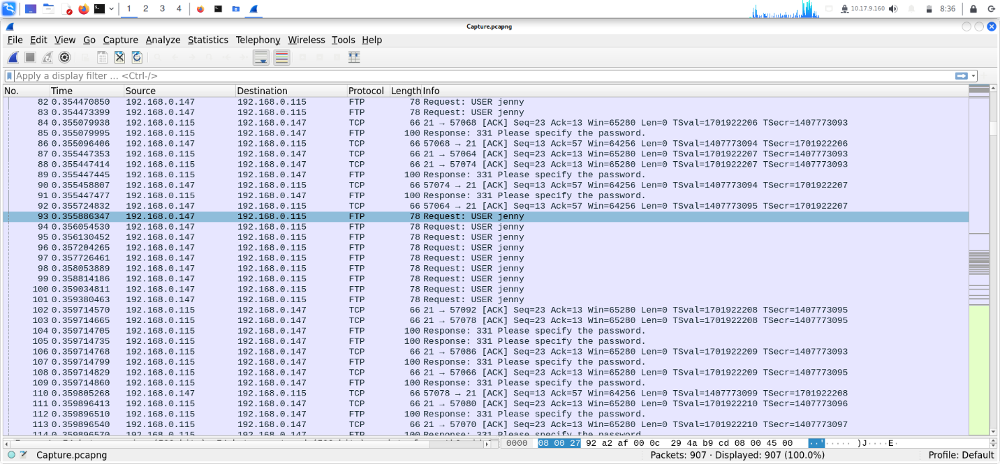 1 2 3 4 10.17.9.160 8:36
Capture.pcapng
File Edit View Go Capture Analyze Statistics Telephony Wireless Tools Help
Apply a display filter ... <Ctrl-/>
No. Time Source Destination Protocol Length Info
82 0.354470850 192.168.0.147 192.168.0.115 FTP 78 Request: USER jenny
83 0.354473399 192.168.0.147 192.168.0.115 FTP 78 Request: USER jenny
84 0.355079938 192.168.0.115 192.168.0.147 TCP 66 21 → 57068 [ACK] Seq=23 Ack=13 Win=65280 Len=0 TSval=1701922206 TSecr=1407773093
85 0.355079995 192.168.0.115 192.168.0.147 FTP 100 Response: 331 Please specify the password.
86 0.355096406 192.168.0.147 192.168.0.115 TCP 66 57068 → 21 [ACK] Seq=13 Ack=57 Win=64256 Len=0 TSval=1407773094 TSecr=1701922206
87 0.355447353 192.168.0.115 192.168.0.147 TCP 66 21 → 57064 [ACK] Seq=23 Ack=13 Win=65280 Len=0 TSval=1701922207 TSecr=1407773093
88 0.355447414 192.168.0.115 192.168.0.147 TCP 66 21 → 57074 [ACK] Seq=23 Ack=13 Win=65280 Len=0 TSval=1701922207 TSecr=1407773093
89 0.355447445 192.168.0.115 192.168.0.147 FTP 100 Response: 331 Please specify the password.
90 0.355458807 192.168.0.147 192.168.0.115 TCP 66 57074 → 21 [ACK] Seq=13 Ack=57 Win=64256 Len=0 TSval=1407773094 TSecr=1701922207
91 0.355447477 192.168.0.115 192.168.0.147 FTP 100 Response: 331 Please specify the password.
92 0.355724832 192.168.0.147 192.168.0.115 TCP 66 57064 → 21 [ACK] Seq=13 Ack=57 Win=64256 Len=0 TSval=1407773095 TSecr=1701922207
93 0.355886347 192.168.0.147 192.168.0.115 FTP 78 Request: USER jenny
94 0.356054530 192.168.0.147 192.168.0.115 FTP 78 Request: USER jenny
95 0.356130452 192.168.0.147 192.168.0.115 FTP 78 Request: USER jenny
96 0.357204265 192.168.0.147 192.168.0.115 FTP 78 Request: USER jenny
97 0.357726461 192.168.0.147 192.168.0.115 FTP 78 Request: USER jenny
98 0.358053889 192.168.0.147 192.168.0.115 FTP 78 Request: USER jenny
99 0.358814186 192.168.0.147 192.168.0.115 FTP 78 Request: USER jenny
100 0.359034811 192.168.0.147 192.168.0.115 FTP 78 Request: USER jenny
101 0.359380463 192.168.0.147 192.168.0.115 FTP 78 Request: USER jenny
102 0.359714570 192.168.0.115 192.168.0.147 TCP 66 21 → 57092 [ACK] Seq=23 Ack=13 Win=65280 Len=0 TSval=1701922208 TSecr=1407773095
103 0.359714665 192.168.0.115 192.168.0.147 TCP 66 21 → 57078 [ACK] Seq=23 Ack=13 Win=65280 Len=0 TSval=1701922208 TSecr=1407773095
104 0.359714705 192.168.0.115 192.168.0.147 FTP 100 Response: 331 Please specify the password.
105 0.359714735 192.168.0.115 192.168.0.147 FTP 100 Response: 331 Please specify the password.
106 0.359714768 192.168.0.115 192.168.0.147 TCP 66 21 → 57086 [ACK] Seq=23 Ack=13 Win=65280 Len=0 TSval=1701922209 TSecr=1407773093
107 0.359714799 192.168.0.115 192.168.0.147 FTP 100 Response: 331 Please specify the password.
108 0.359714829 192.168.0.115 192.168.0.147 TCP 66 21 → 57066 [ACK] Seq=23 Ack=13 Win=65280 Len=0 TSval=1701922209 TSecr=1407773095
109 0.359714860 192.168.0.115 192.168.0.147 FTP 100 Response: 331 Please specify the password.
110 0.359805268 192.168.0.147 192.168.0.115 TCP 66 57078 → 21 [ACK] Seq=13 Ack=57 Win=64256 Len=0 TSval=1407773099 TSecr=1701922208
111 0.359896413 192.168.0.115 192.168.0.147 TCP 66 21 → 57080 [ACK] Seq=23 Ack=13 Win=65280 Len=0 TSval=1701922210 TSecr=1407773096
112 0.359896510 192.168.0.115 192.168.0.147 FTP 100 Response: 331 Please specify the password.
113 0.359896540 192.168.0.115 192.168.0.147 TCP 66 21 → 57070 [ACK] Seq=23 Ack=13 Win=65280 Len=0 TSval=1701922210 TSecr=1407773097
114 0.359896570 192.168.0.115 192.168.0.147 FTP 100 Response: 331 Please specify the password.
0000 08 00 27 92 a2 af 00 0c 29 4a b9 cd 08 00 45 00 ··'····· )J····E·
Capture.pcapng Packets: 907 · Displayed: 907 (100.0%) Profile: Default